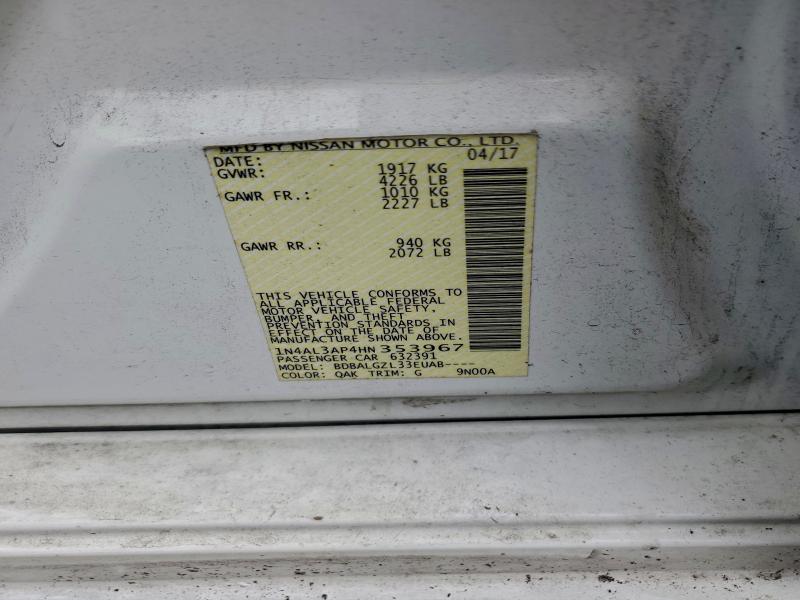 MFD BY NISSAN MOTOR CO., LTD.
DATE: 04/17
GVWR: 1917 KG
4226 LB
GAWR FR.: 1010 KG
2227 LB
GAWR RR.: 940 KG
2072 LB
THIS VEHICLE CONFORMS TO
ALL APPLICABLE FEDERAL
MOTOR VEHICLE SAFETY,
BUMPER, AND THEFT
PREVENTION STANDARDS IN
EFFECT ON THE DATE OF
MANUFACTURE SHOWN ABOVE.
1N4AL3AP4HN353967
PASSENGER CAR 632391
MODEL: BDBALGZL33EUAB----
COLOR: QAK TRIM: G 9N00A